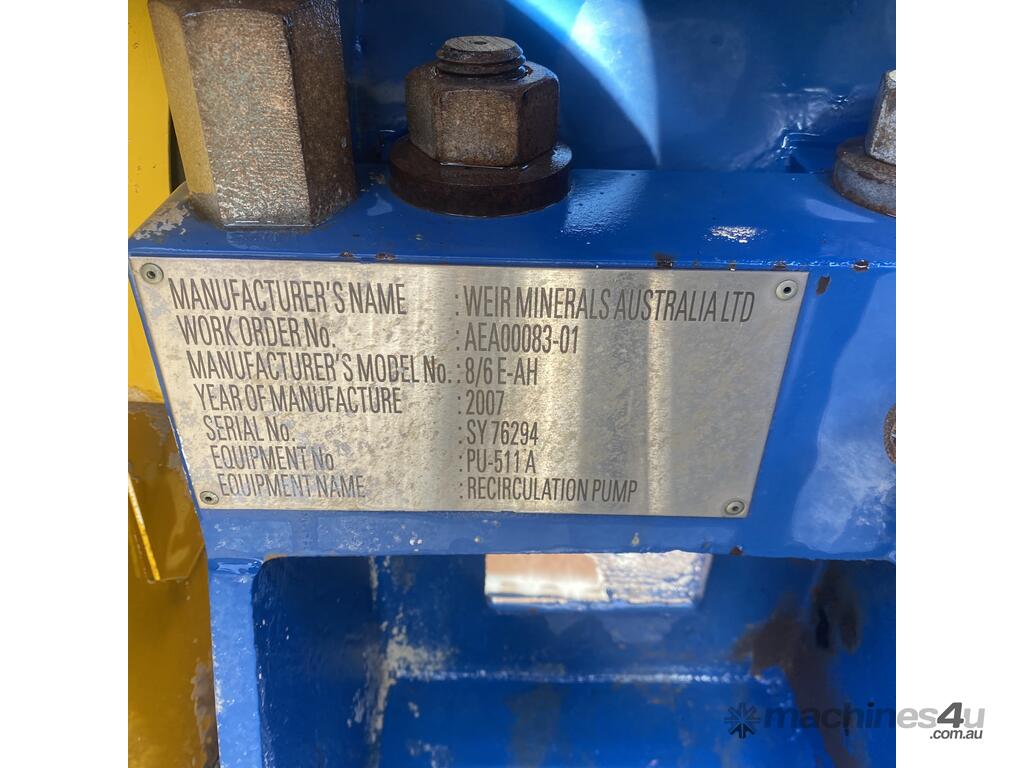 MANUFACTURER'S NAME : WEIR MINERALS AUSTRALIA LTD
WORK ORDER No. : AEA00083-01
MANUFACTURER'S MODEL No. : 8/6 E-AH
YEAR OF MANUFACTURE : 2007
SERIAL No. : SY 76294
EQUIPMENT No : PU-511 A
EQUIPMENT NAME : RECIRCULATION PUMP
machines4u
.com.au